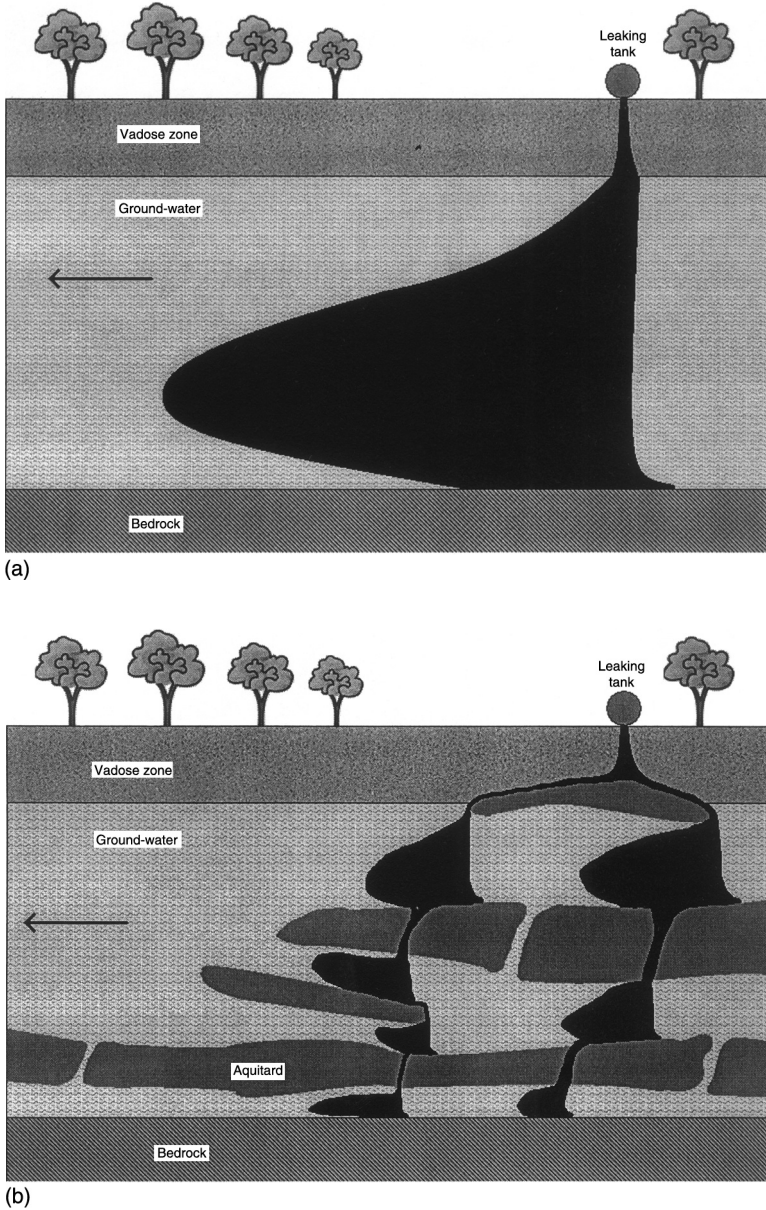 Leaking
tank
Vadose zone
Ground-water
Bedrock
(a)
Leaking
tank
Vadose zone
Ground-water
Aquitard
Bedrock
(b)